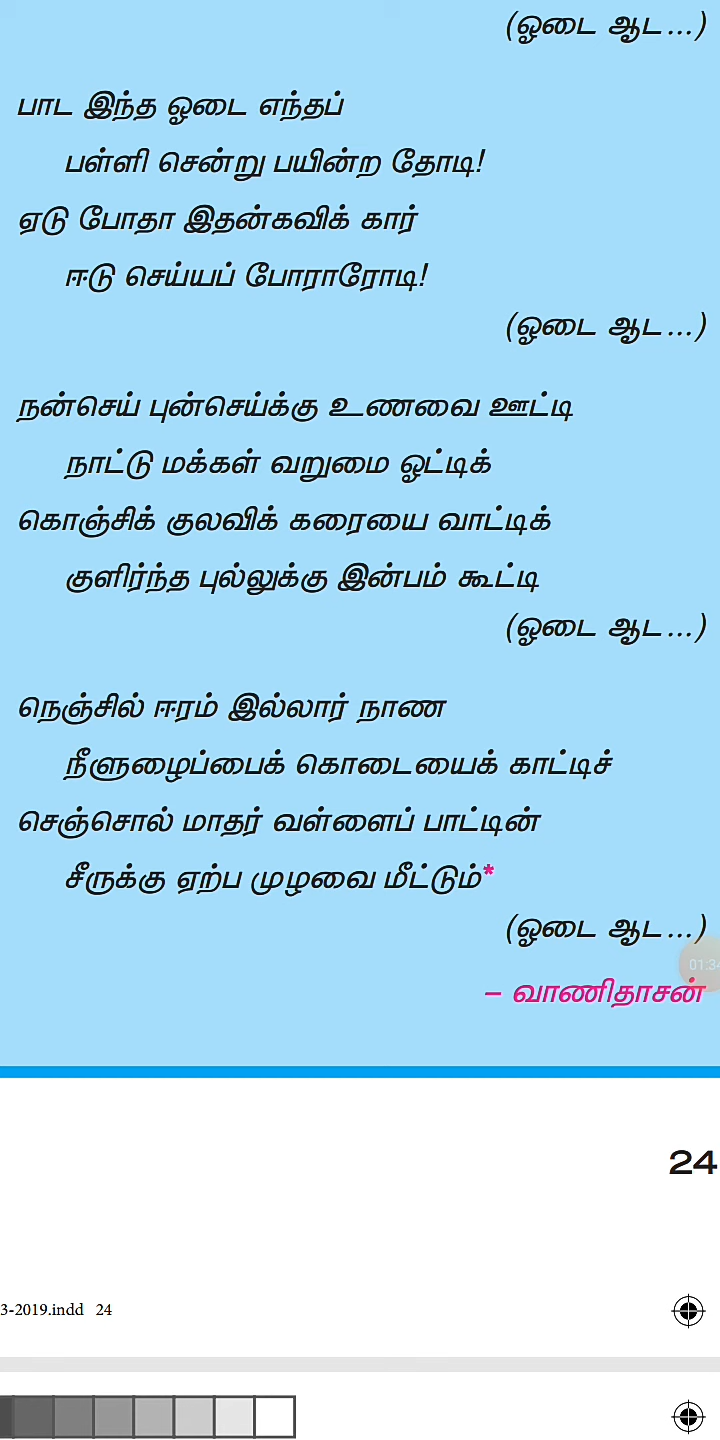 (ஓடை ஆட...)
பாட இந்த ஓடை எந்தப்
பள்ளி சென்று பயின்ற தோடி!
ஏடு போதா இதன்கவிக் கார்
ஈடு செய்யப் போராரோடி!
(ஓடை ஆட...)
நன்செய் புன்செய்க்கு உணவை ஊட்டி
நாட்டு மக்கள் வறுமை ஓட்டிக்
கொஞ்சிக் குலவிக் கரையை வாட்டிக்
குளிர்ந்த புல்லுக்கு இன்பம் கூட்டி
(ஓடை ஆட...)
நெஞ்சில் ஈரம் இல்லார் நாண
நீளுழைப்பைக் கொடையைக் காட்டிச்
செஞ்சொல் மாதர் வள்ளைப் பாட்டின்
சீருக்கு ஏற்ப முழவை மீட்டும்*
(ஓடை ஆட...)
01:34
– வாணிதாசன்
24
3-2019.indd 24